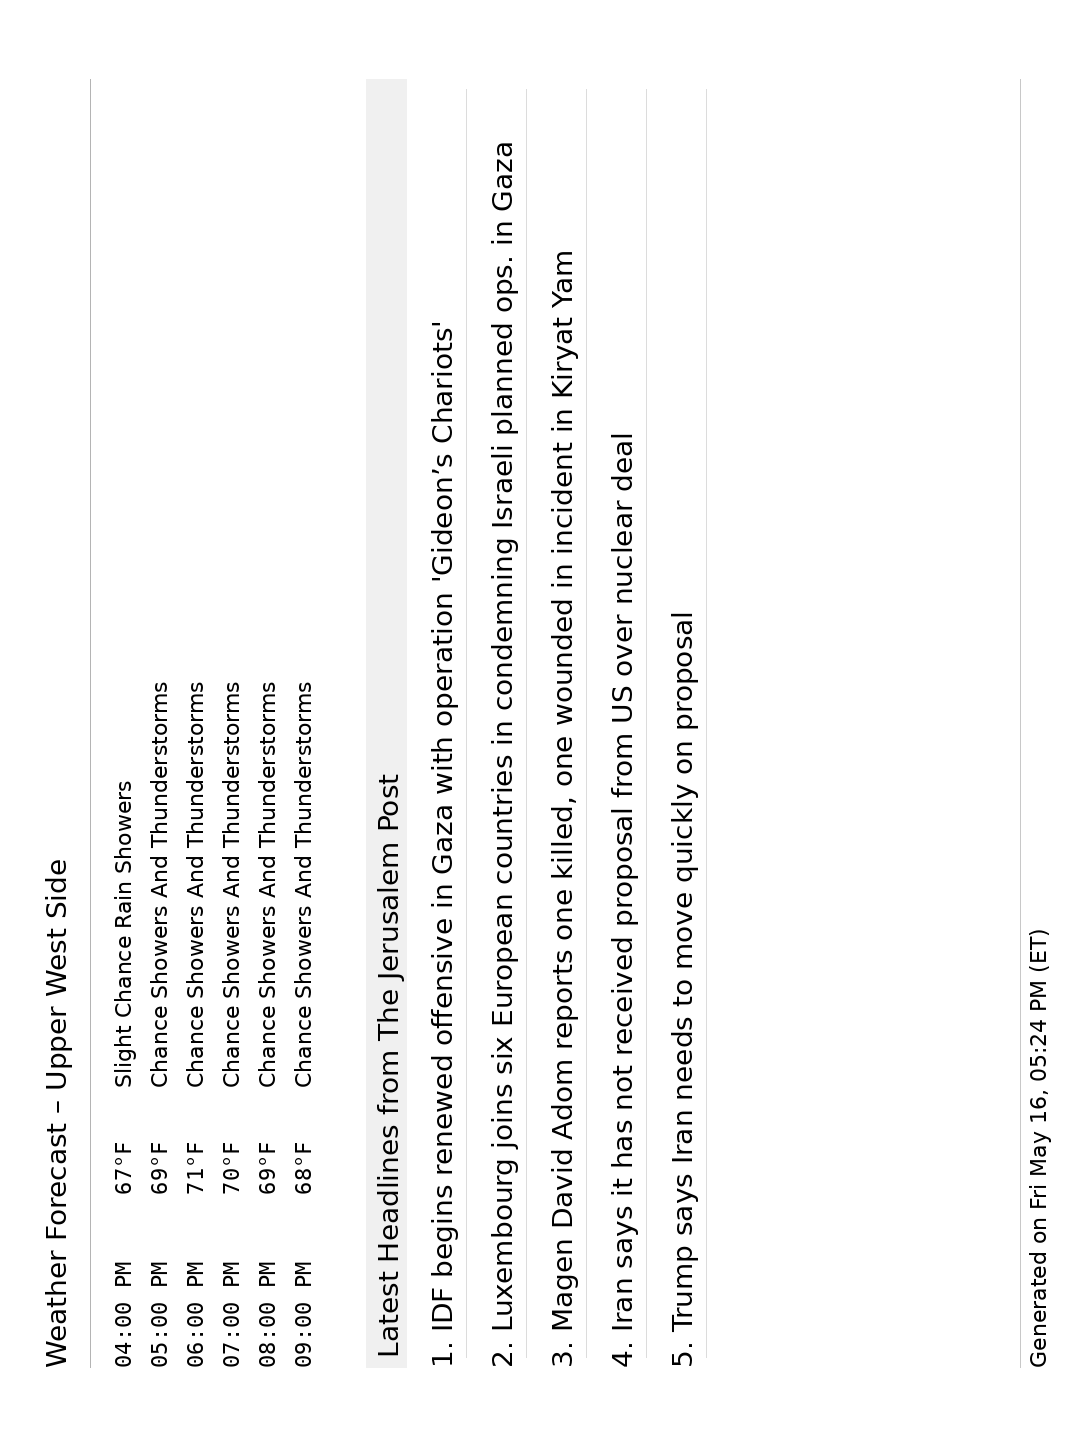 Weather Forecast – Upper West Side
04:00 PM 67°F Slight Chance Rain Showers
05:00 PM 69°F Chance Showers And Thunderstorms
06:00 PM 71°F Chance Showers And Thunderstorms
07:00 PM 70°F Chance Showers And Thunderstorms
08:00 PM 69°F Chance Showers And Thunderstorms
09:00 PM 68°F Chance Showers And Thunderstorms
Latest Headlines from The Jerusalem Post
1. IDF begins renewed offensive in Gaza with operation 'Gideon’s Chariots'
2. Luxembourg joins six European countries in condemning Israeli planned ops. in Gaza
3. Magen David Adom reports one killed, one wounded in incident in Kiryat Yam
4. Iran says it has not received proposal from US over nuclear deal
5. Trump says Iran needs to move quickly on proposal
Generated on Fri May 16, 05:24 PM (ET)